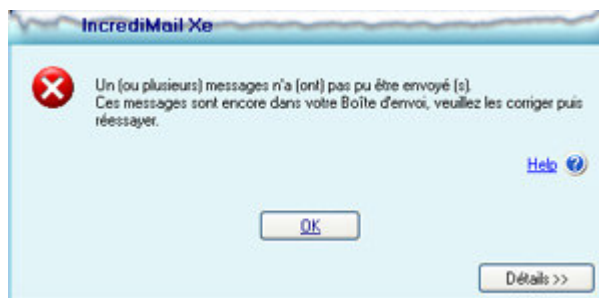 IncrediMail Xe
Un (ou plusieurs) messages n'a (ont) pas pu être envoyé (s).
Ces messages sont encore dans votre Boîte d'envoi, veuillez les corriger puis
réessayer.
Help
OK
Détails >>